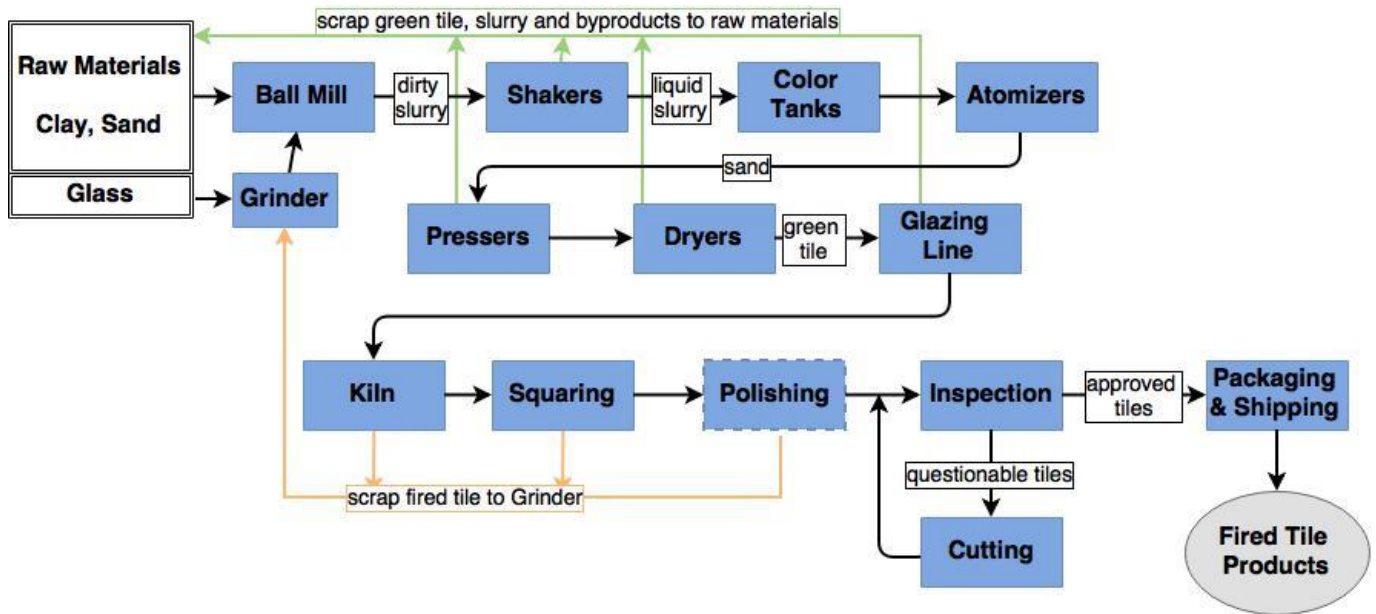 scrap green tile, slurry and byproducts to raw materials
Raw Materials
Clay, Sand
Glass
Ball Mill
dirty
slurry
Shakers
liquid
slurry
Color
Tanks
Atomizers
Grinder
sand
Pressers
Dryers
green
tile
Glazing
Line
Kiln
Squaring
Polishing
Inspection
approved
tiles
Packaging
& Shipping
scrap fired tile to Grinder
questionable tiles
Cutting
Fired Tile
Products